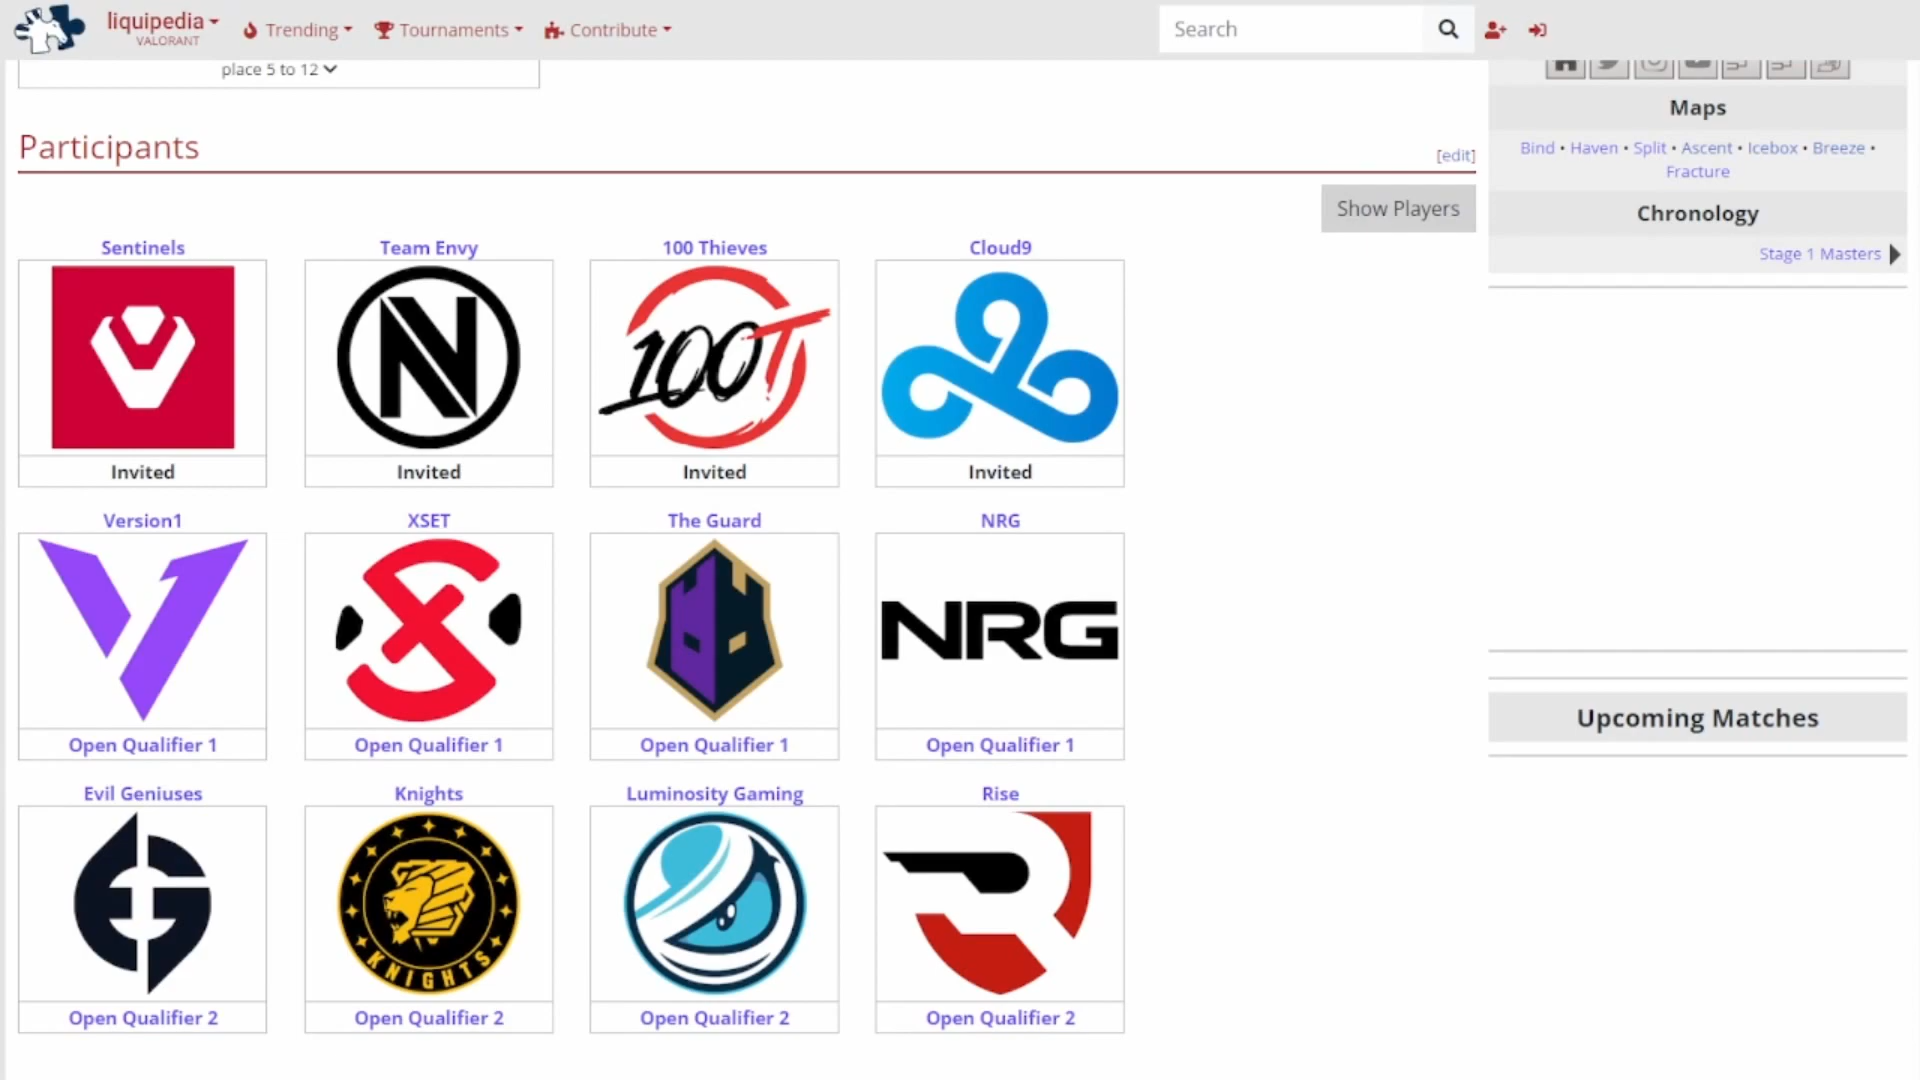 liquipedia
VALORANT
Trending
Tournaments
Contribute
Search
place 5 to 12
Participants
[edit]
Show Players
Sentinels
Team Envy
100 Thieves
Cloud9
100T
Invited
Invited
Invited
Invited
Version1
XSET
The Guard
NRG
NRG
Open Qualifier 1
Open Qualifier 1
Open Qualifier 1
Open Qualifier 1
Evil Geniuses
Knights
Luminosity Gaming
Rise
KNIGHTS
Open Qualifier 2
Open Qualifier 2
Open Qualifier 2
Open Qualifier 2
Maps
Bind • Haven • Split • Ascent • Icebox • Breeze •
Fracture
Chronology
Stage 1 Masters
Upcoming Matches